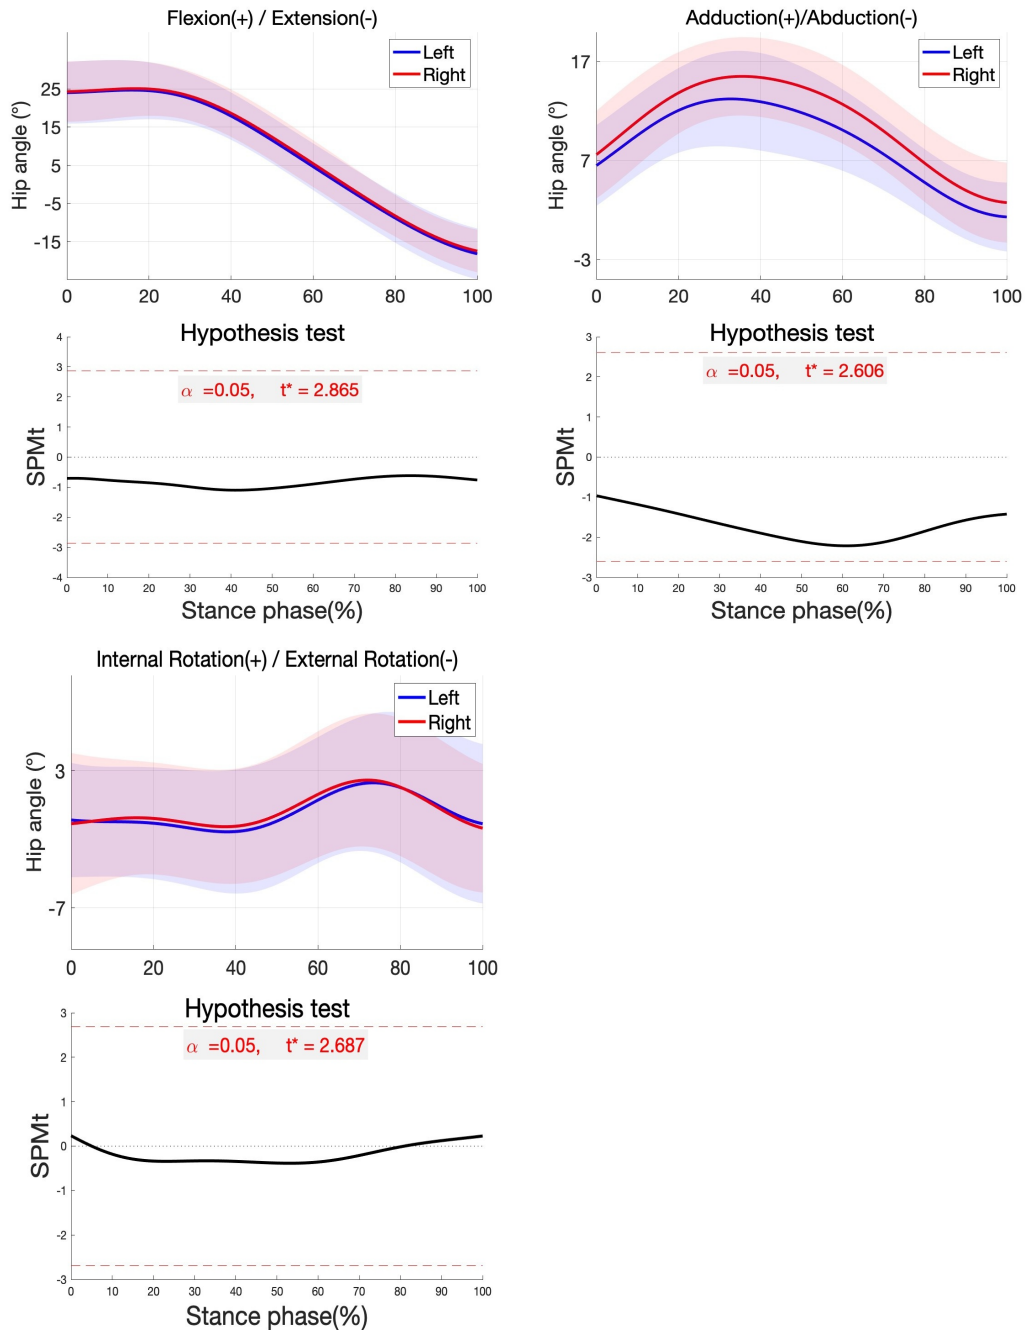 Flexion(+) / Extension(-)
Left
Right
Hip angle (°)
25
15
5
-5
-15
0 20 40 60 80 100
Hypothesis test
α =0.05, t* = 2.865
SPMt
4
3
2
1
0
-1
-2
-3
-4
0 10 20 30 40 50 60 70 80 90 100
Stance phase(%)
Adduction(+)/Abduction(-)
Left
Right
Hip angle (°)
17
7
-3
0 20 40 60 80 100
Hypothesis test
α =0.05, t* = 2.606
SPMt
3
2
1
0
-1
-2
-3
0 10 20 30 40 50 60 70 80 90 100
Stance phase(%)
Internal Rotation(+) / External Rotation(-)
Left
Right
Hip angle (°)
3
-7
0 20 40 60 80 100
Hypothesis test
α =0.05, t* = 2.687
SPMt
3
2
1
0
-1
-2
-3
0 10 20 30 40 50 60 70 80 90 100
Stance phase(%)